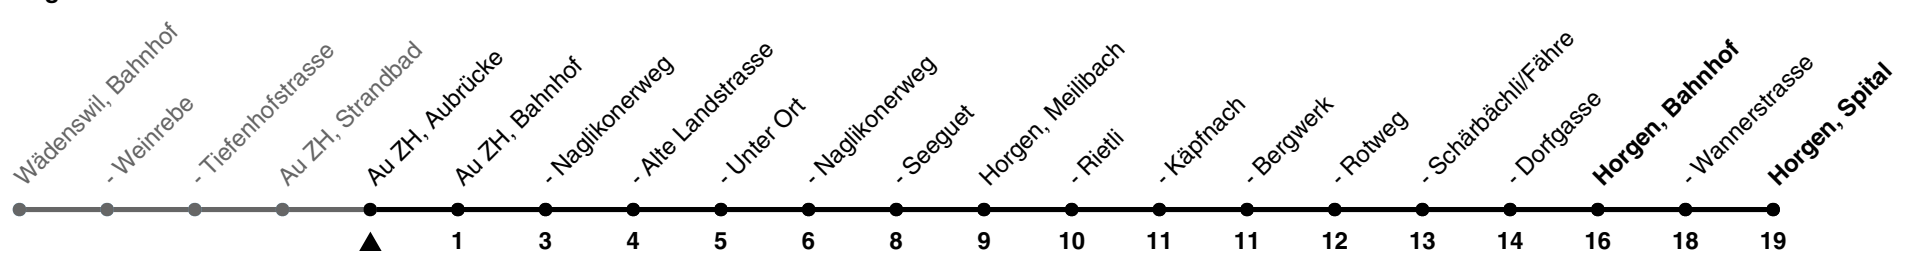 Wädenswil, Bahnhof
- Weinrebe
- Tiefenhofstrasse
Au ZH, Strandbad
Au ZH, Aubrücke
Au ZH, Bahnhof
- Naglikonerweg
- Alte Landstrasse
- Unter Ort
- Naglikonerweg
- Seeguet
Horgen, Meilibach
- Rietli
- Käpfnach
- Bergwerk
- Rotweg
- Schärbächli/Fähre
- Dorfgasse
Horgen, Bahnhof
- Wannerstrasse
Horgen, Spital
1 3 4 5 6 8 9 10 11 11 12 13 14 16 18 19